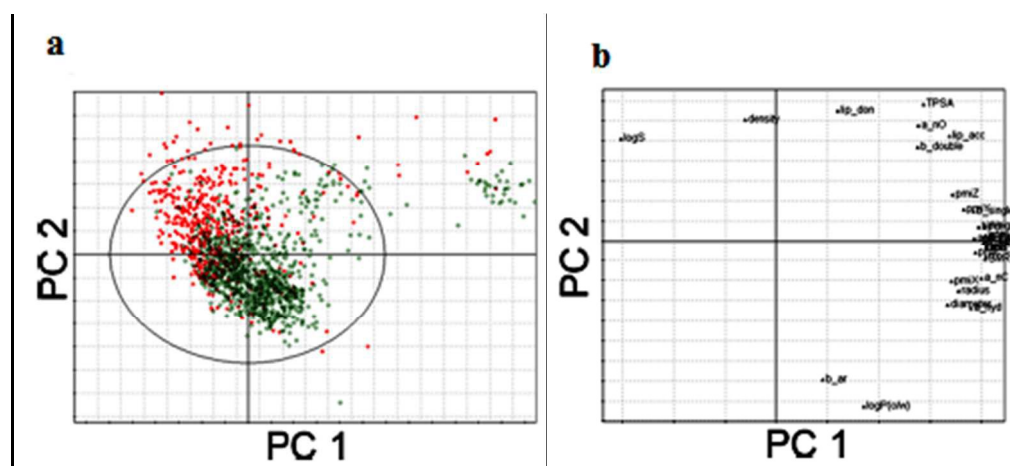 a
PC 2
PC 1
b
TPSA
lip_don
density
a_nO
logS
lip_acc
b_double
pmiZ
PC 2
pmiX
a_nC
radius
diameter
b_ar
logP(o/w)
PC 1